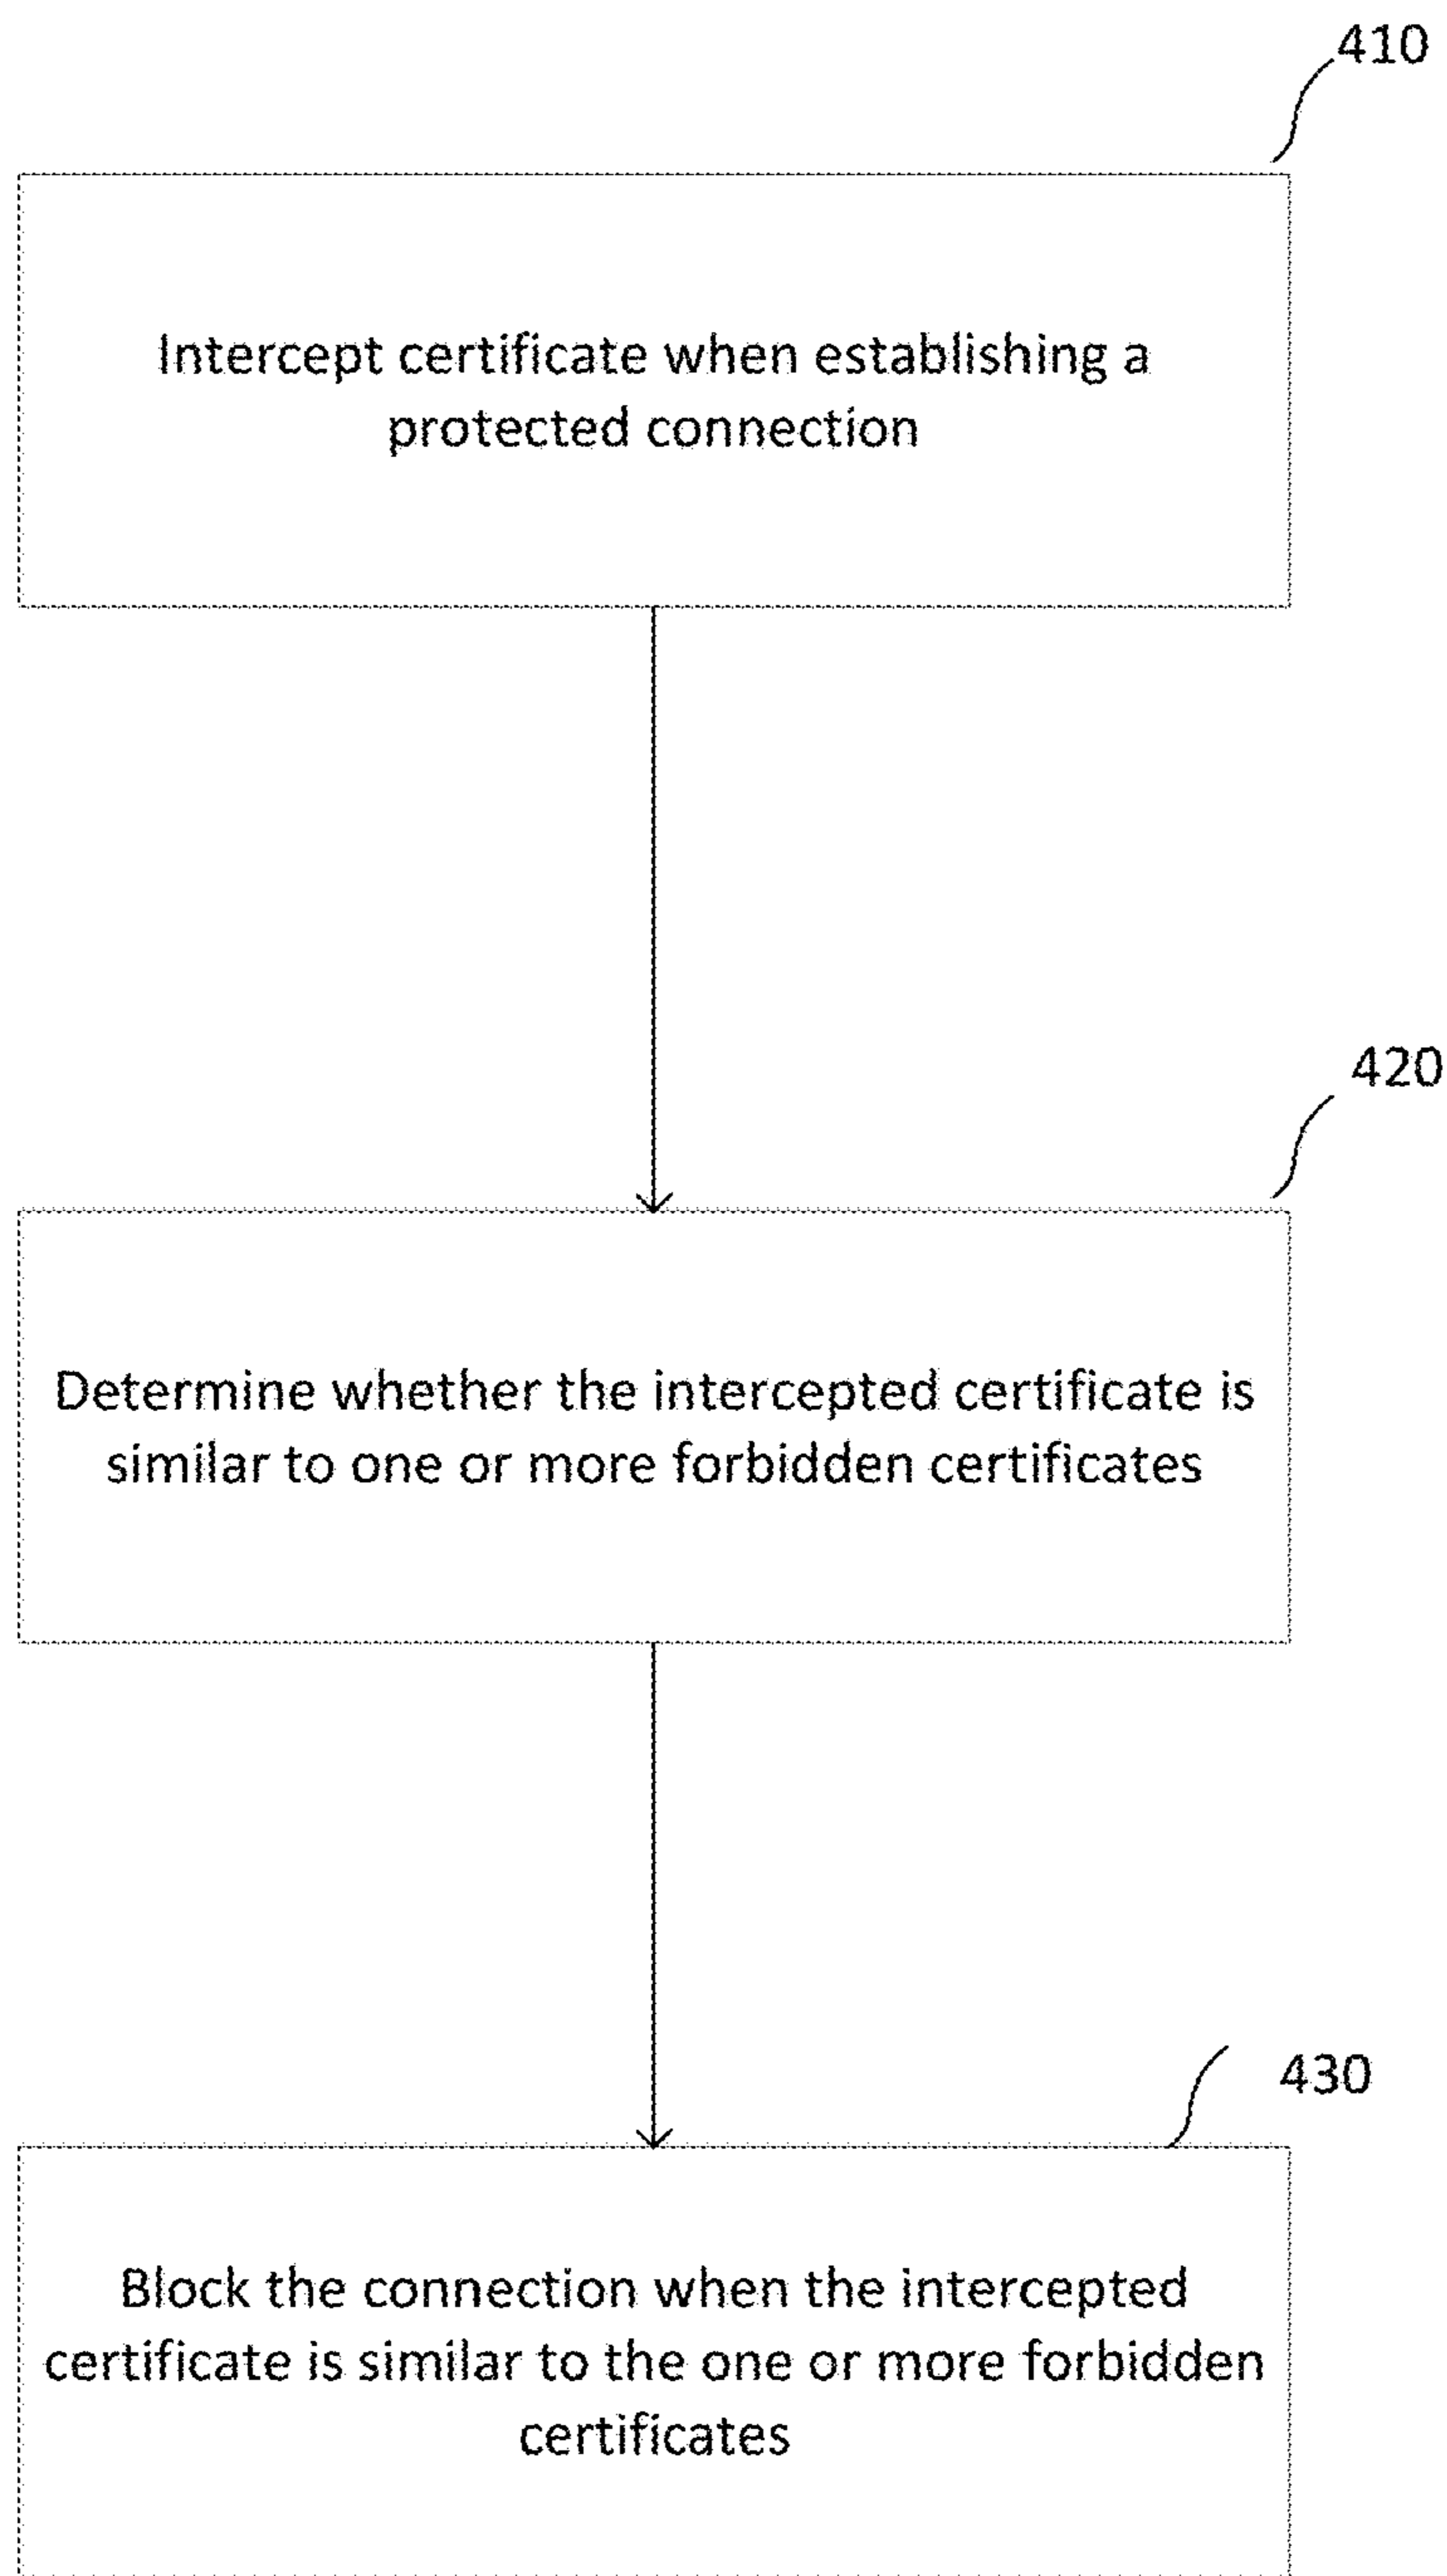 410
Intercept certificate when establishing a
protected connection
420
Determine whether the intercepted certificate is
similar to one or more forbidden certificates
430
Block the connection when the intercepted
certificate is similar to the one or more forbidden
certificates